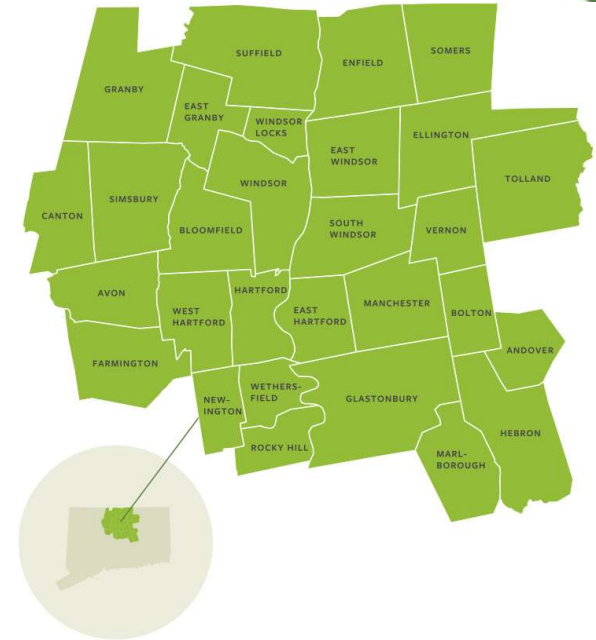 SUFFIELD
ENFIELD
SOMERS
GRANBY
EAST
GRANBY
WINDSOR
LOCKS
EAST
WINDSOR
ELLINGTON
TOLLAND
CANTON
SIMSBURY
WINDSOR
BLOOMFIELD
SOUTH
WINDSOR
VERNON
AVON
WEST
HARTFORD
HARTFORD
EAST
HARTFORD
MANCHESTER
BOLTON
ANDOVER
FARMINGTON
NEW-
INGTON
WETHERS-
FIELD
GLASTONBURY
ROCKY HILL
MARL-
BOROUGH
HEBRON